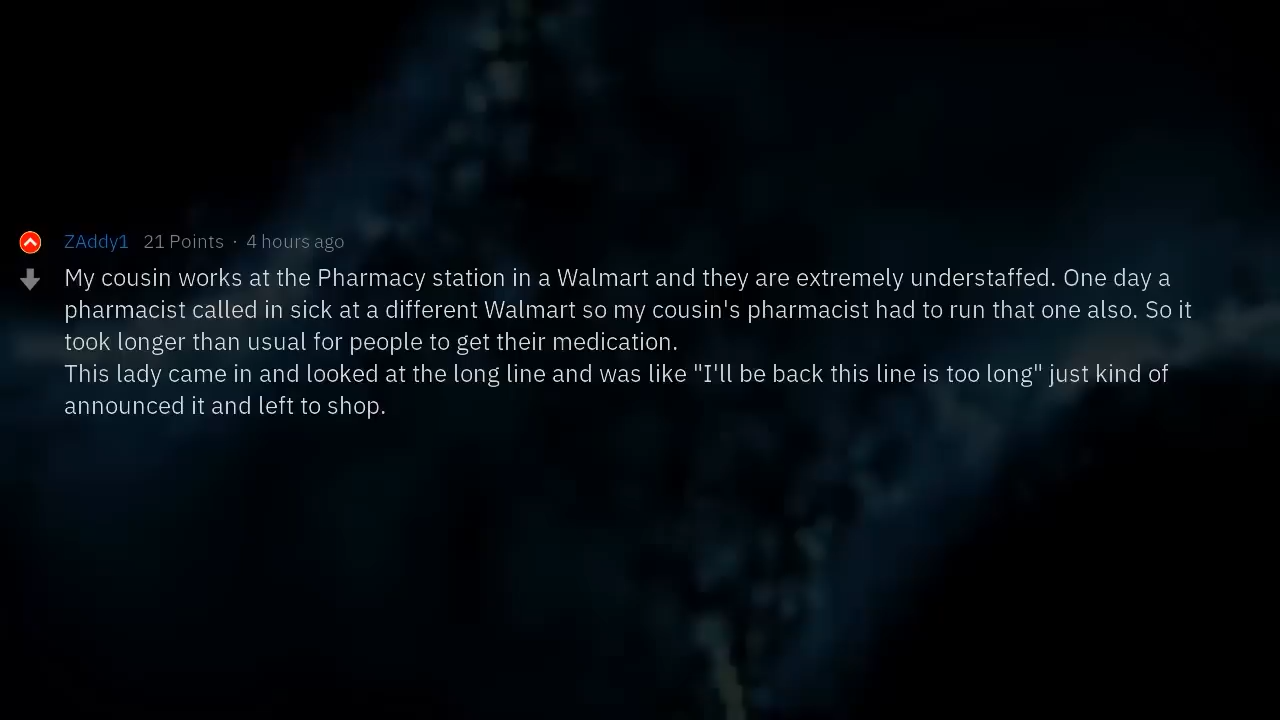 ZAddy1 21 Points · 4 hours ago
My cousin works at the Pharmacy station in a Walmart and they are extremely understaffed. One day a
pharmacist called in sick at a different Walmart so my cousin's pharmacist had to run that one also. So it
took longer than usual for people to get their medication.
This lady came in and looked at the long line and was like "I'll be back this line is too long" just kind of
announced it and left to shop.